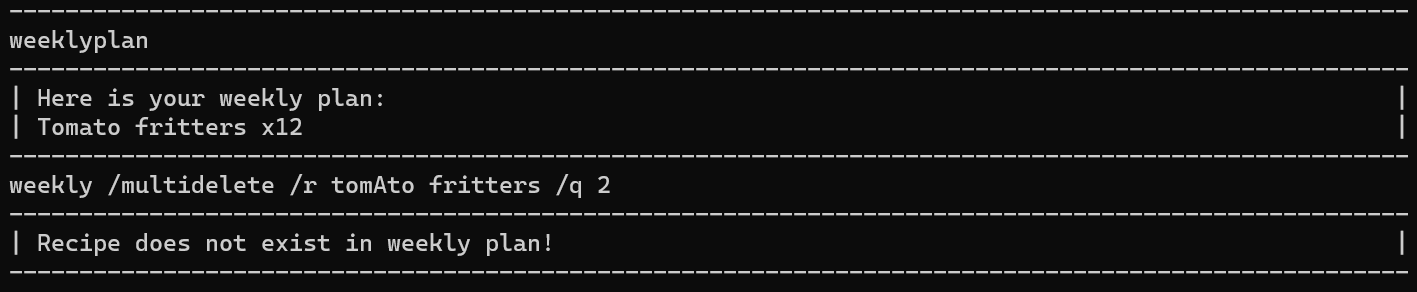 weeklyplan
| Here is your weekly plan: |
| Tomato fritters x12 |
weekly /multidelete /r tomAto fritters /q 2
| Recipe does not exist in weekly plan! |